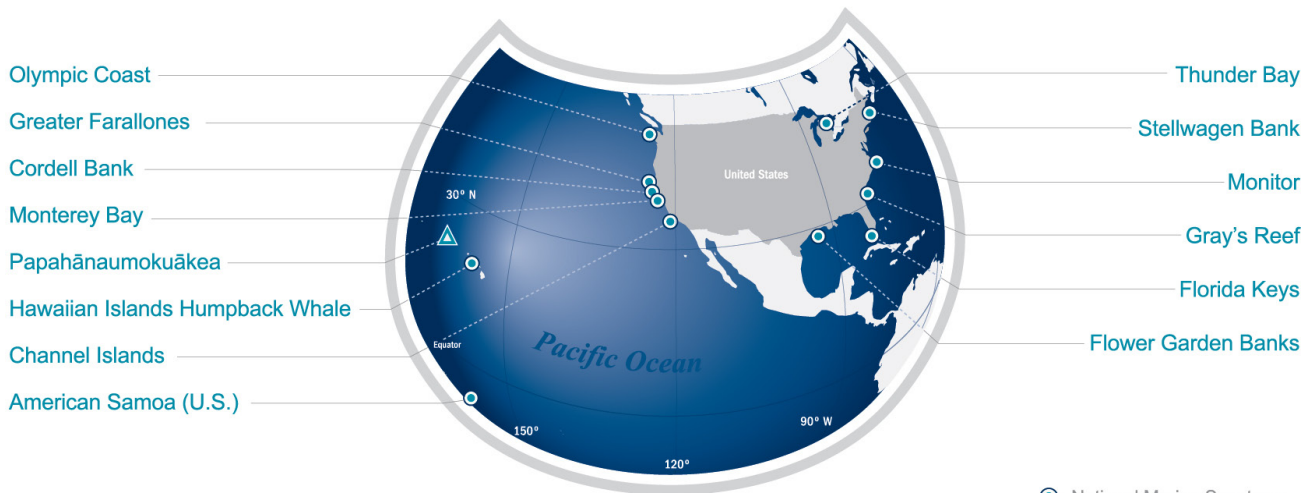 Olympic Coast
Greater Farallones
Cordell Bank
Monterey Bay
Papahānaumokuākea
Hawaiian Islands Humpback Whale
Channel Islands
American Samoa (U.S.)
30° N
Equator
150°
120°
90° W
United States
Pacific Ocean
Thunder Bay
Stellwagen Bank
Monitor
Gray's Reef
Florida Keys
Flower Garden Banks